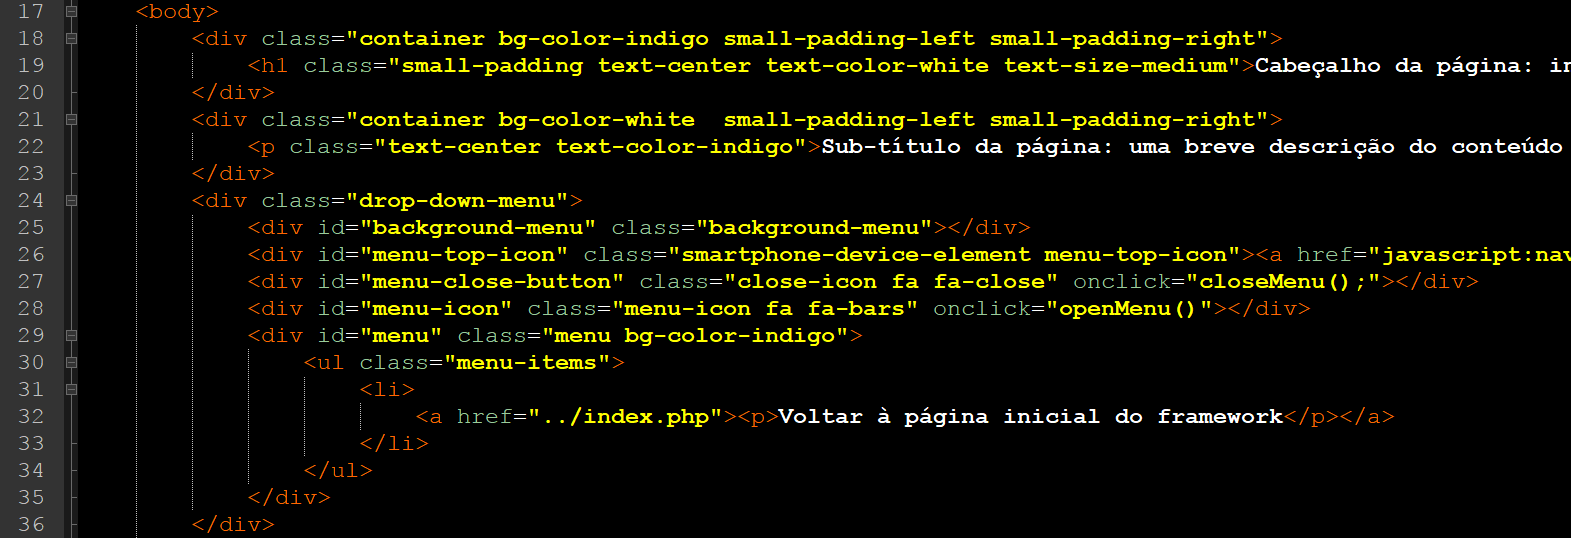 17 <body>
18 <div class="container bg-color-indigo small-padding-left small-padding-right">
19 <h1 class="small-padding text-center text-color-white text-size-medium">Cabeçalho da página:
20 </div>
21 <div class="container bg-color-white  small-padding-left small-padding-right">
22 <p class="text-center text-color-indigo">Sub-título da página: uma breve descrição do conteúdo
23 </div>
24 <div class="drop-down-menu">
25 <div id="background-menu" class="background-menu"></div>
26 <div id="menu-top-icon" class="smartphone-device-element menu-top-icon"><a href="javascript:nav
27 <div id="menu-close-button" class="close-icon fa fa-close" onclick="closeMenu();"></div>
28 <div id="menu-icon" class="menu-icon fa fa-bars" onclick="openMenu()"></div>
29 <div id="menu" class="menu bg-color-indigo">
30 <ul class="menu-items">
31 <li>
32 <a href="../index.php"><p>Voltar à página inicial do framework</p></a>
33 </li>
34 </ul>
35 </div>
36 </div>